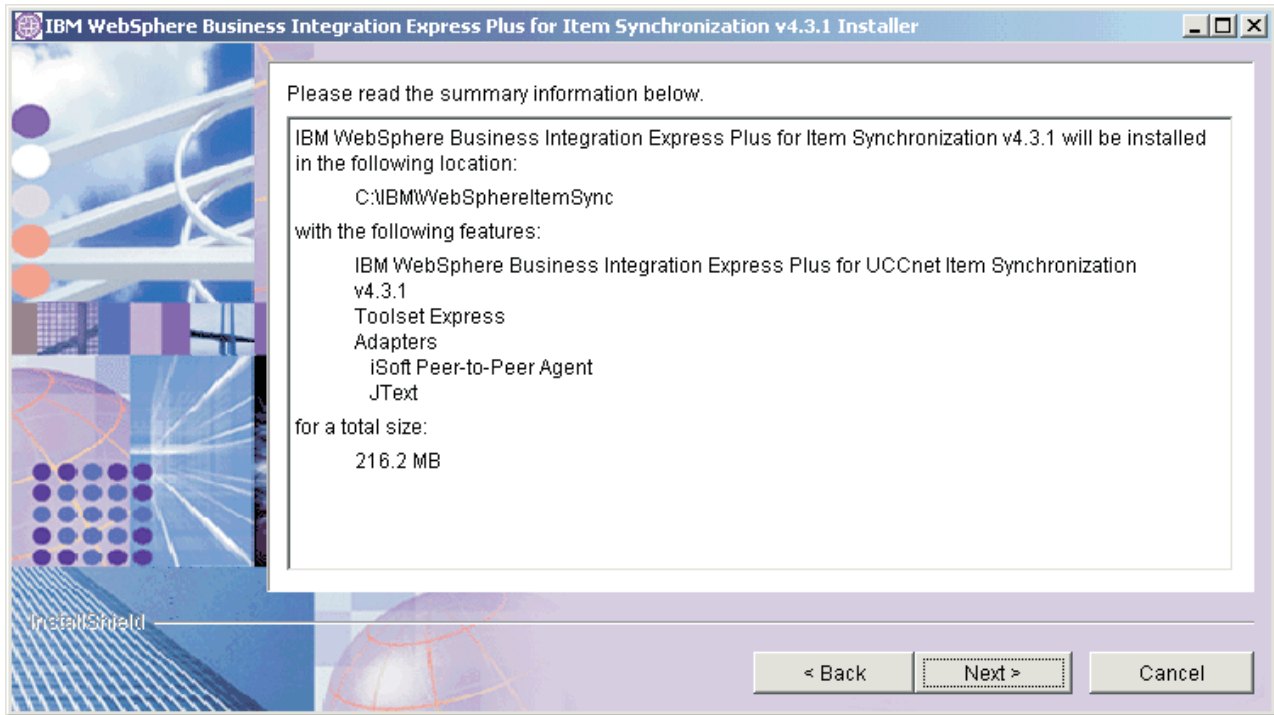 IBM WebSphere Business Integration Express Plus for Item Synchronization v4.3.1 Installer
Please read the summary information below.
IBM WebSphere Business Integration Express Plus for Item Synchronization v4.3.1 will be installed
in the following location:
C:\IBM\WebSphereItemSync
with the following features:
IBM WebSphere Business Integration Express Plus for UCCnet Item Synchronization
v4.3.1
Toolset Express
Adapters
iSoft Peer-to-Peer Agent
JText
for a total size:
216.2 MB
InstallShield
< Back
Next >
Cancel